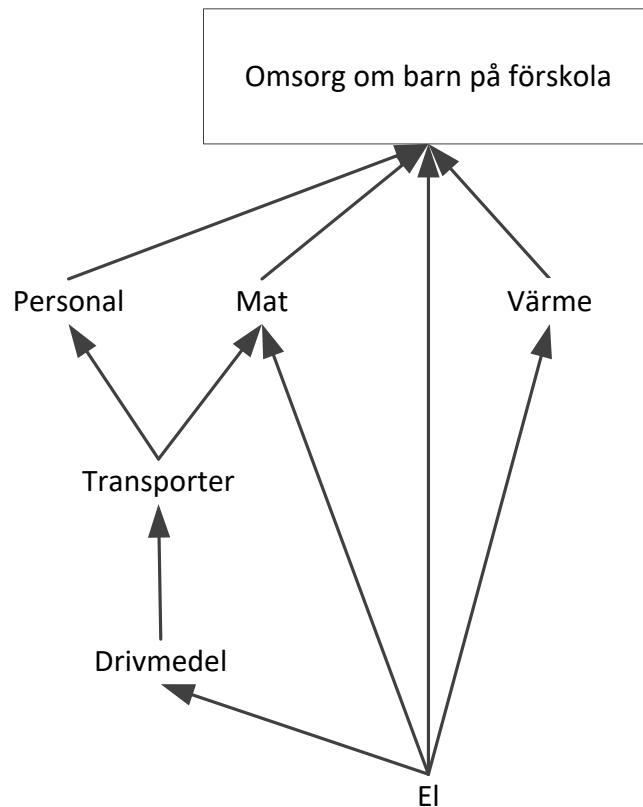 Omsorg om barn på förskola
Personal
Mat
Värme
Transporter
Drivmedel
El